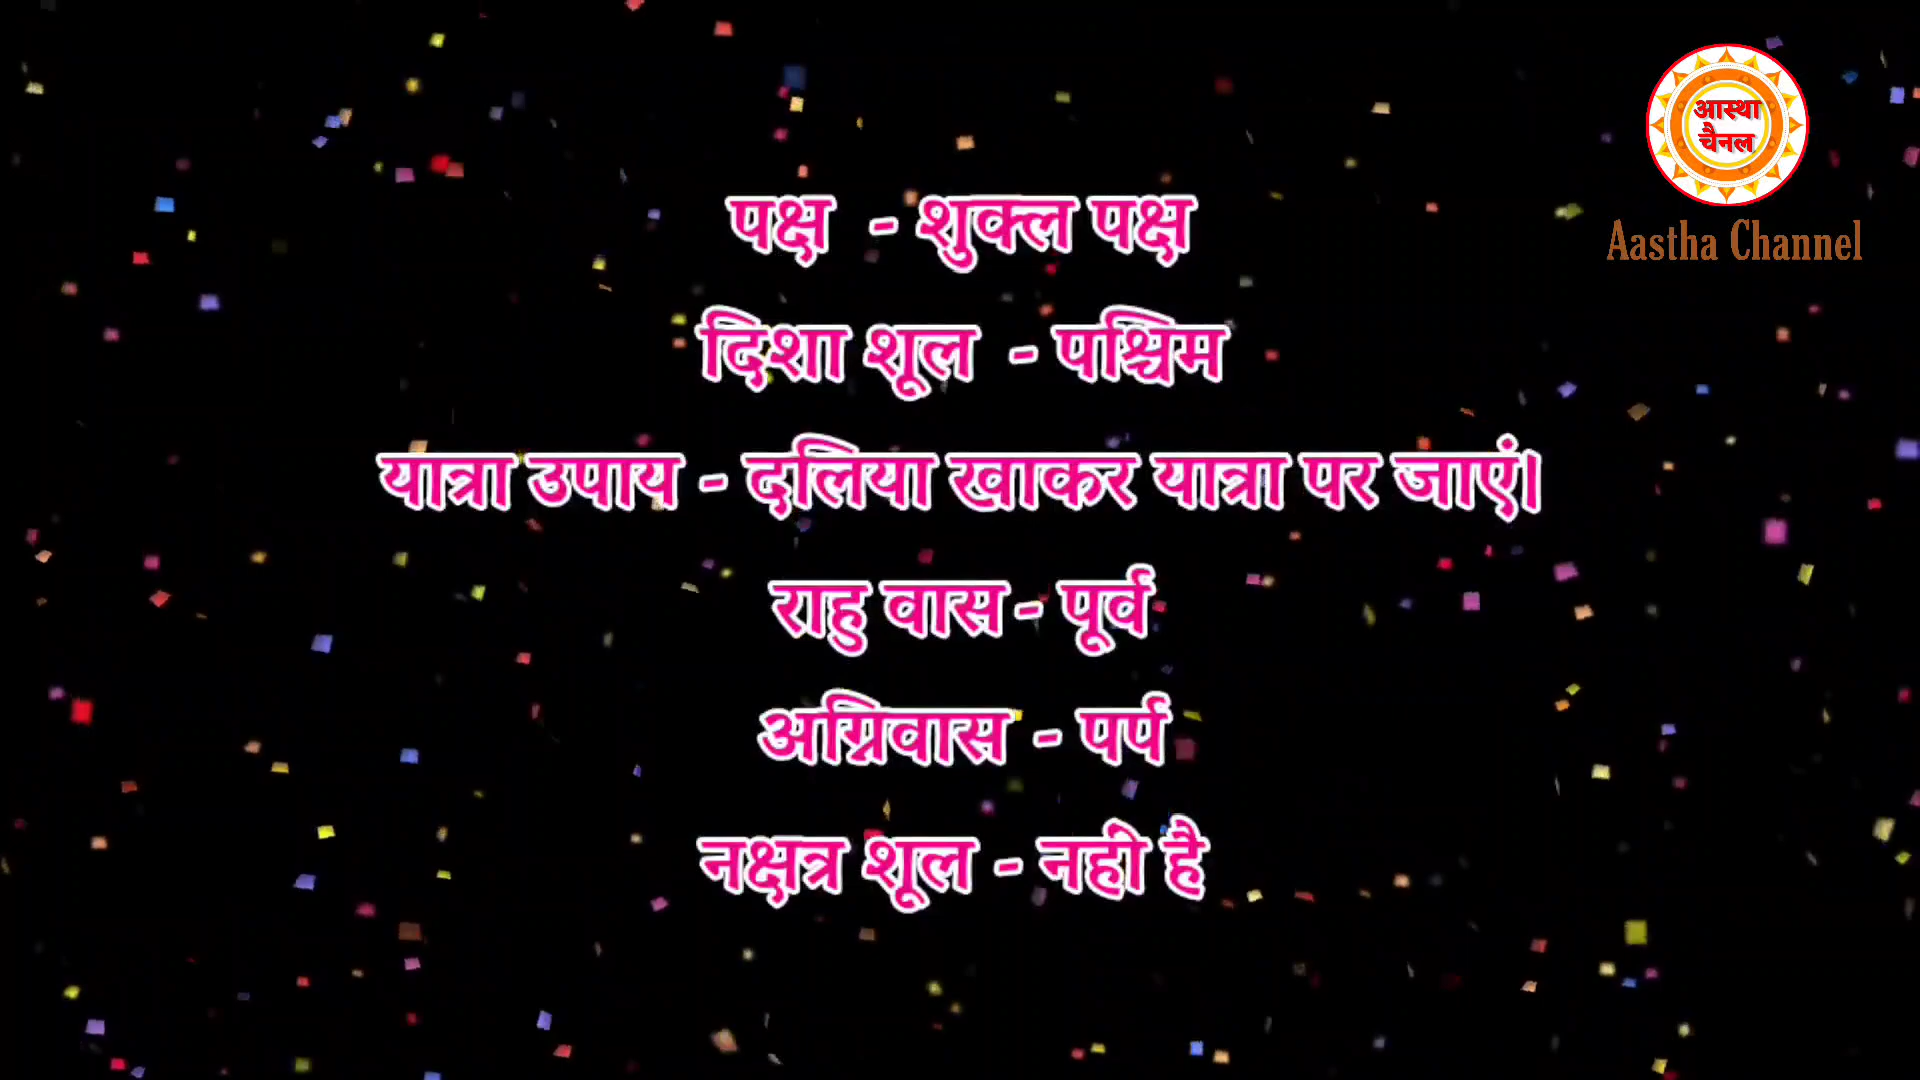 आस्था
चैनल
Aastha Channel
पक्ष - शुक्ल पक्ष
दिशा शूल - पश्चिम
यात्रा उपाय - दलिया खाकर यात्रा पर जाएं।
राहु वास - पूर्व
अग्निवास - पर्प
नक्षत्र शूल - नही है